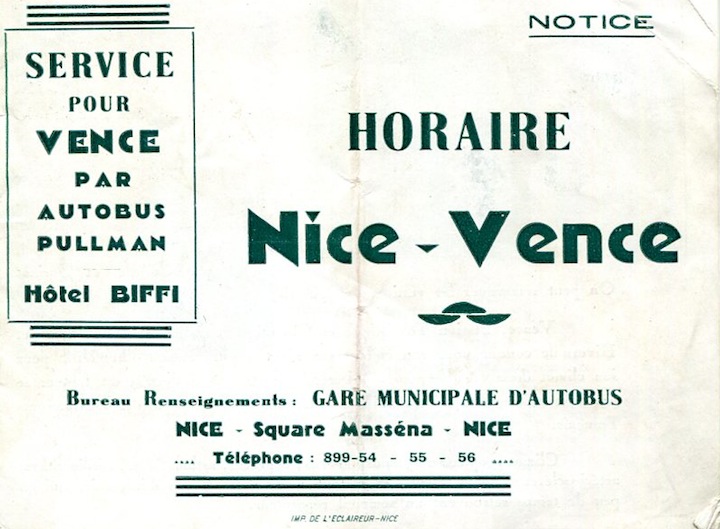 NOTICE
SERVICE
POUR
VENCE
PAR
AUTOBUS
PULLMAN
Hôtel BIFFI
HORAIRE
Nice - Vence
Bureau Renseignements : GARE MUNICIPALE D'AUTOBUS
NICE - Square Masséna - NICE
.... Téléphone : 899-54 - 55 - 56 ....
IMP. DE L'ECLAIREUR-NICE